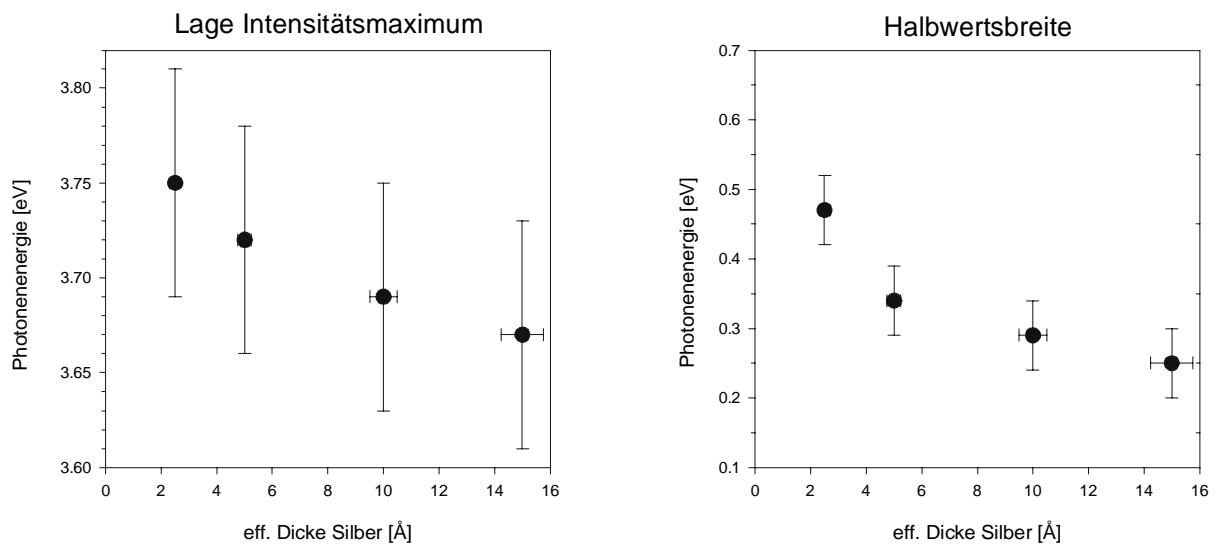 Lage Intensitätsmaximum
3.80
3.75
3.70
3.65
3.60
Photonenenergie [eV]
0 2 4 6 8 10 12 14 16
eff. Dicke Silber [Å]
Halbwertsbreite
0.7
0.6
0.5
0.4
0.3
0.2
0.1
Photonenenergie [eV]
0 2 4 6 8 10 12 14 16
eff. Dicke Silber [Å]